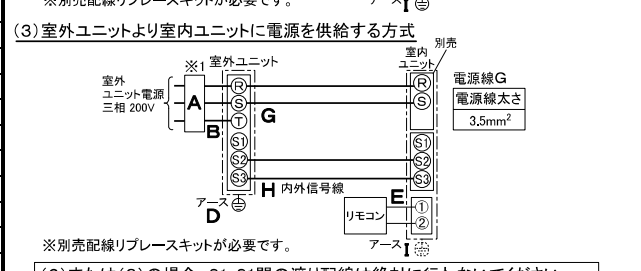 ※別売配線リプレースキットが必要です。
アース
I
(3)室外ユニットより室内ユニットに電源を供給する方式
別売
※1 室外ユニット
室内
ユニット
室外
ユニット電源
三相 200V
A
B
R
S
T
S1
S2
S3
G
R
S
S1
S2
S3
電源線G
電源線太さ
3.5mm²
H 内外信号線
アース
D
E
リモコン
①
②
※別売配線リプレースキットが必要です。
アース I